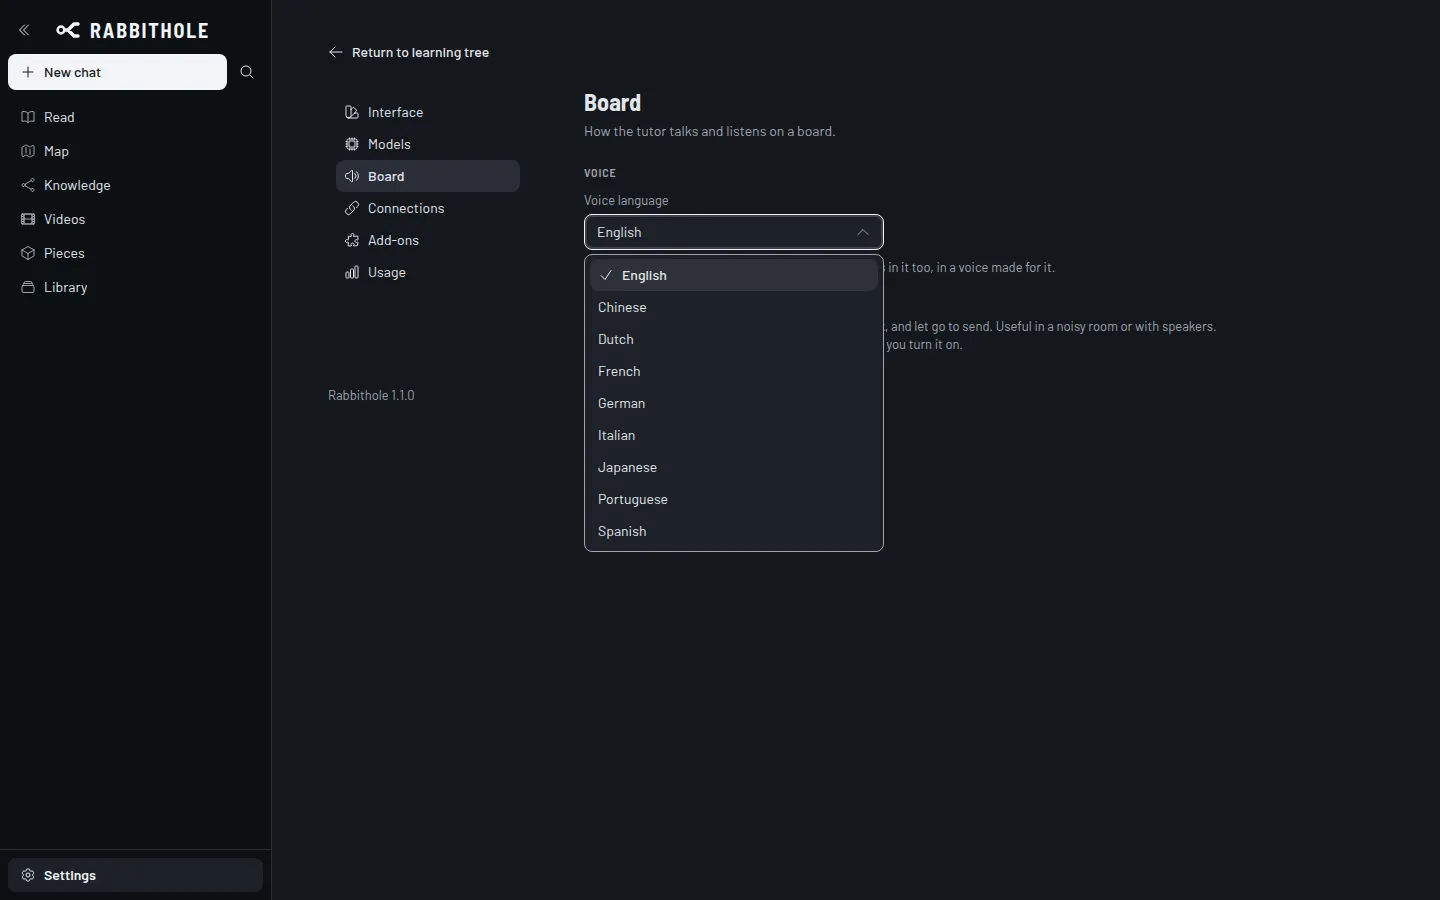 RABBITHOLE
New chat
Read
Map
Knowledge
Videos
Pieces
Library
Settings
Return to learning tree
Interface
Models
Board
Connections
Add-ons
Usage
Rabbithole 1.1.0
Board
How the tutor talks and listens on a board.
VOICE
Voice language
English
in it too, in a voice made for it.
, and let go to send. Useful in a noisy room or with speakers.
you turn it on.
English
Chinese
Dutch
French
German
Italian
Japanese
Portuguese
Spanish